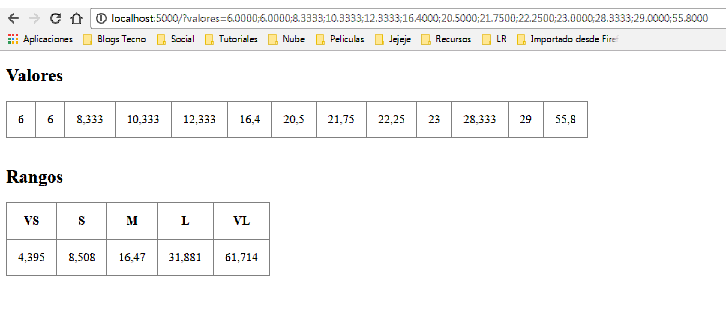 localhost:5000/?valores=6.0000;6.0000;8.3333;10.3333;12.3333;16.4000;20.5000;21.7500;22.2500;23.0000;28.3333;29.0000;55.8000
Aplicaciones Blogs Tecno Social Tutoriales Nube Peliculas Jejeje Recursos LR Importado desde Firef
Valores
6 6 8,333 10,333 12,333 16,4 20,5 21,75 22,25 23 28,333 29 55,8
Rangos
VS S M L VL
4,395 8,508 16,47 31,881 61,714